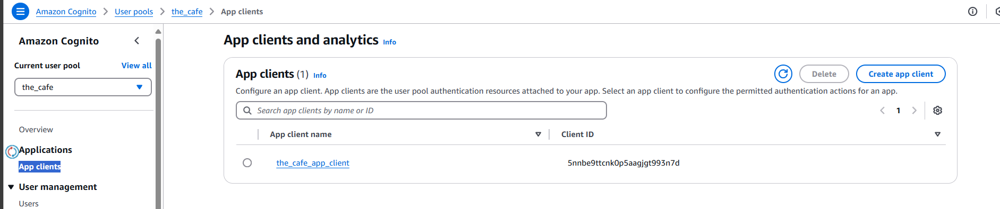 Amazon Cognito > User pools > the_cafe > App clients
Amazon Cognito
Current user pool View all
the_cafe
Overview
Applications
App clients
User management
Users
App clients and analytics Info
App clients (1) Info
Delete
Create app client
Configure an app client. App clients are the user pool authentication resources attached to your app. Select an app client to configure the permitted authentication actions for an app.
Search app clients by name or ID
1
App client name Client ID
the_cafe_app_client 5nnbe9ttcnk0p5aagjgt993n7d